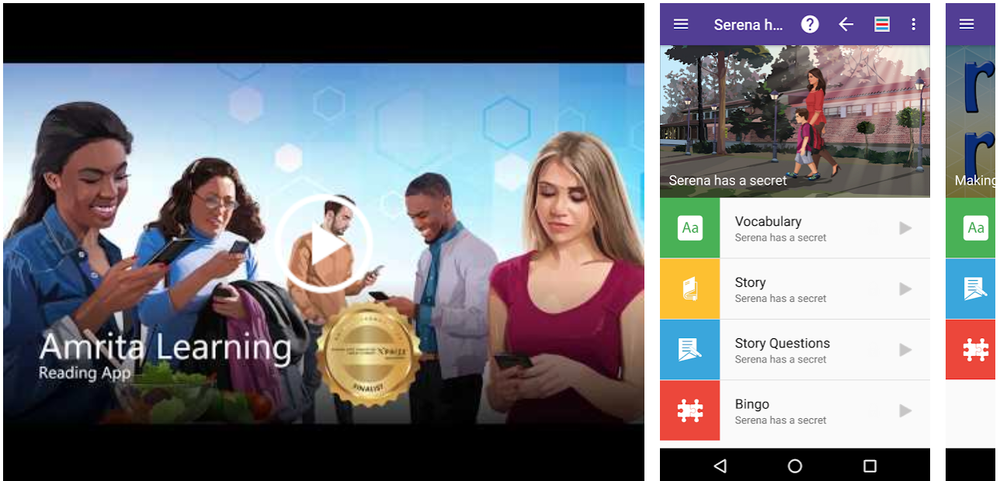 Amrita Learning
Reading App
XPRIZE
FINALIST
Serena h...
?
Serena has a secret
Aa
Vocabulary
Serena has a secret
Story
Serena has a secret
Story Questions
Serena has a secret
Bingo
Serena has a secret
r
r
Making
Aa